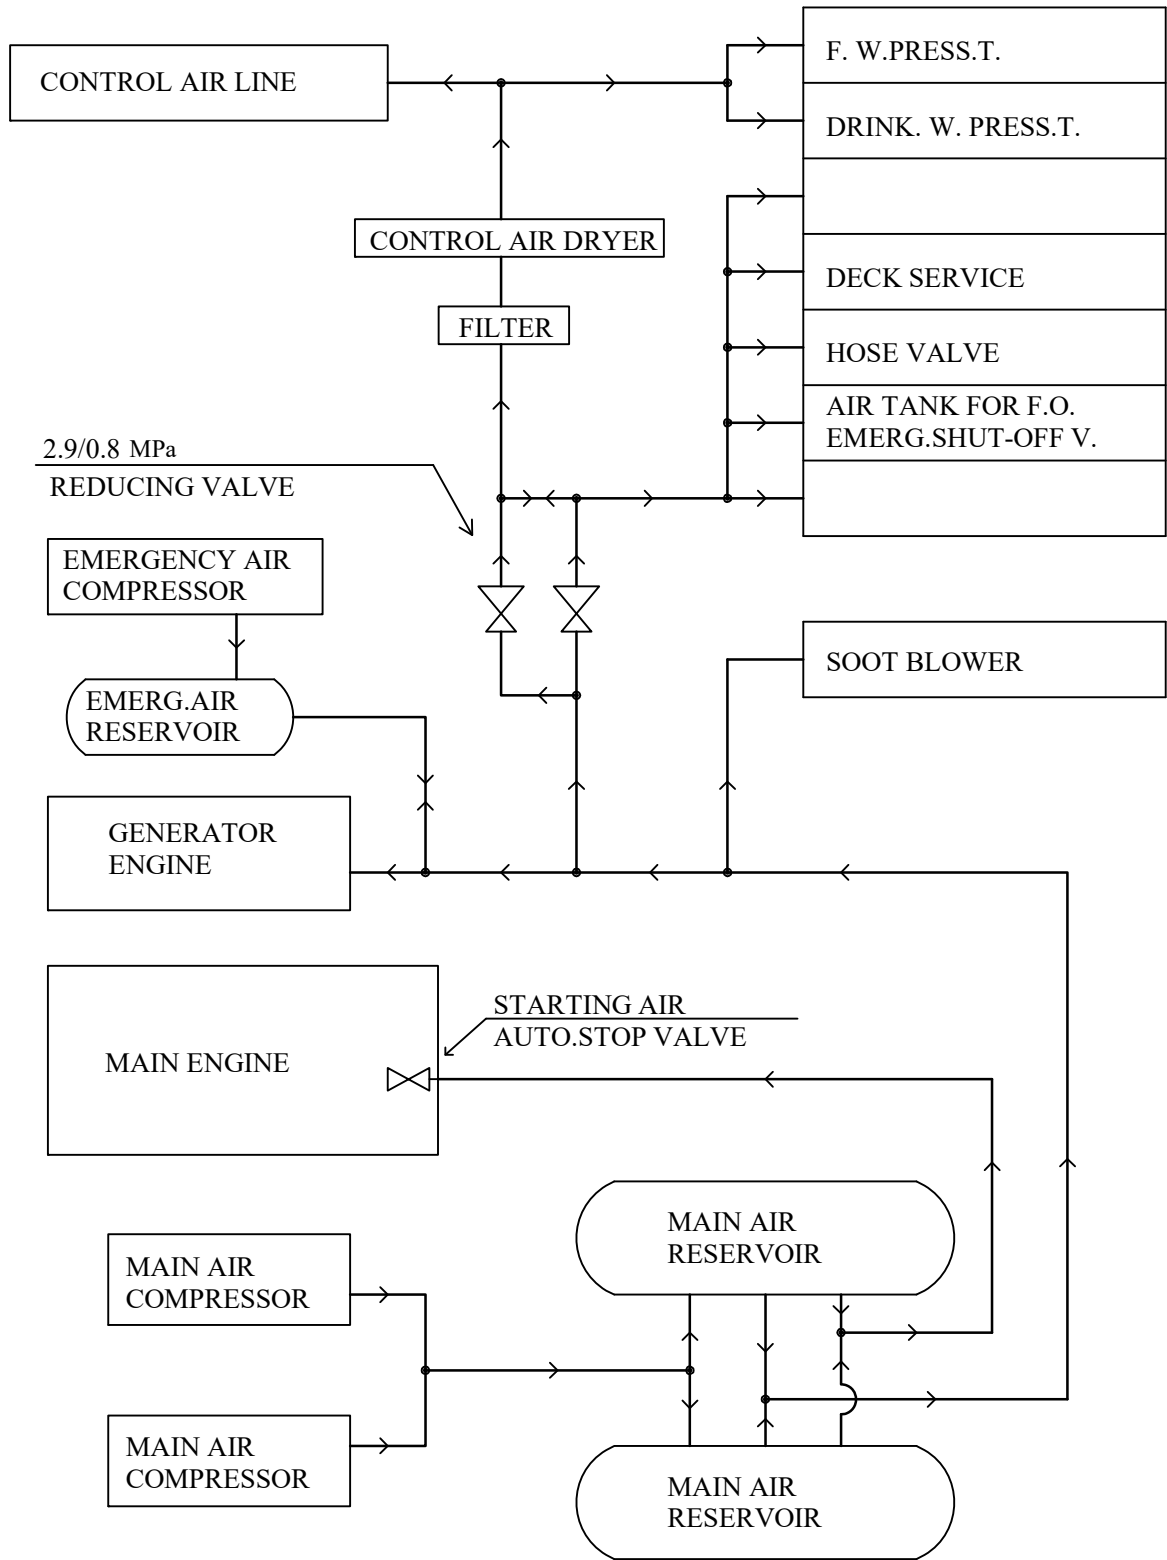 F. W.PRESS.T.
CONTROL AIR LINE
DRINK. W. PRESS.T.
CONTROL AIR DRYER
DECK SERVICE
FILTER
HOSE VALVE
AIR TANK FOR F.O.
EMERG.SHUT-OFF V.
2.9/0.8 MPa
REDUCING VALVE
EMERGENCY AIR
COMPRESSOR
SOOT BLOWER
EMERG.AIR
RESERVOIR
GENERATOR
ENGINE
STARTING AIR
AUTO.STOP VALVE
MAIN ENGINE
MAIN AIR
RESERVOIR
MAIN AIR
COMPRESSOR
MAIN AIR
COMPRESSOR
MAIN AIR
RESERVOIR